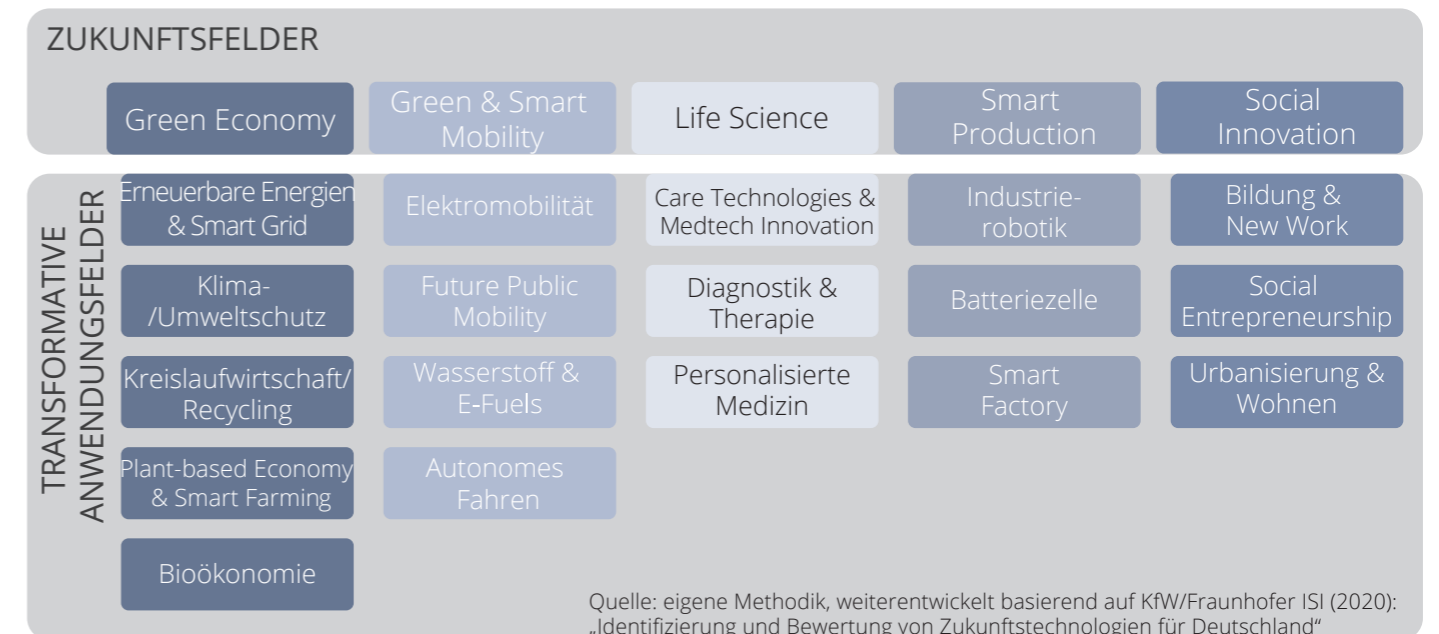 ZUKUNFTSFELDER
Green Economy
Green & Smart
Mobility
Life Science
Smart
Production
Social
Innovation
TRANSFORMATIVE
ANWENDUNGSFELDER
Erneuerbare Energien
& Smart Grid
Klima-
/Umweltschutz
Kreislaufwirtschaft/
Recycling
Plant-based Economy
& Smart Farming
Bioökonomie
Elektromobilität
Future Public
Mobility
Wasserstoff &
E-Fuels
Autonomes
Fahren
Care Technologies &
Medtech Innovation
Diagnostik &
Therapie
Personalisierte
Medizin
Industrie-
robotik
Batteriezelle
Smart
Factory
Bildung &
New Work
Social
Entrepreneurship
Urbanisierung &
Wohnen
Quelle: eigene Methodik, weiterentwickelt basierend auf KfW/Fraunhofer ISI (2020):
„Identifizierung und Bewertung von Zukunftstechnologien für Deutschland“